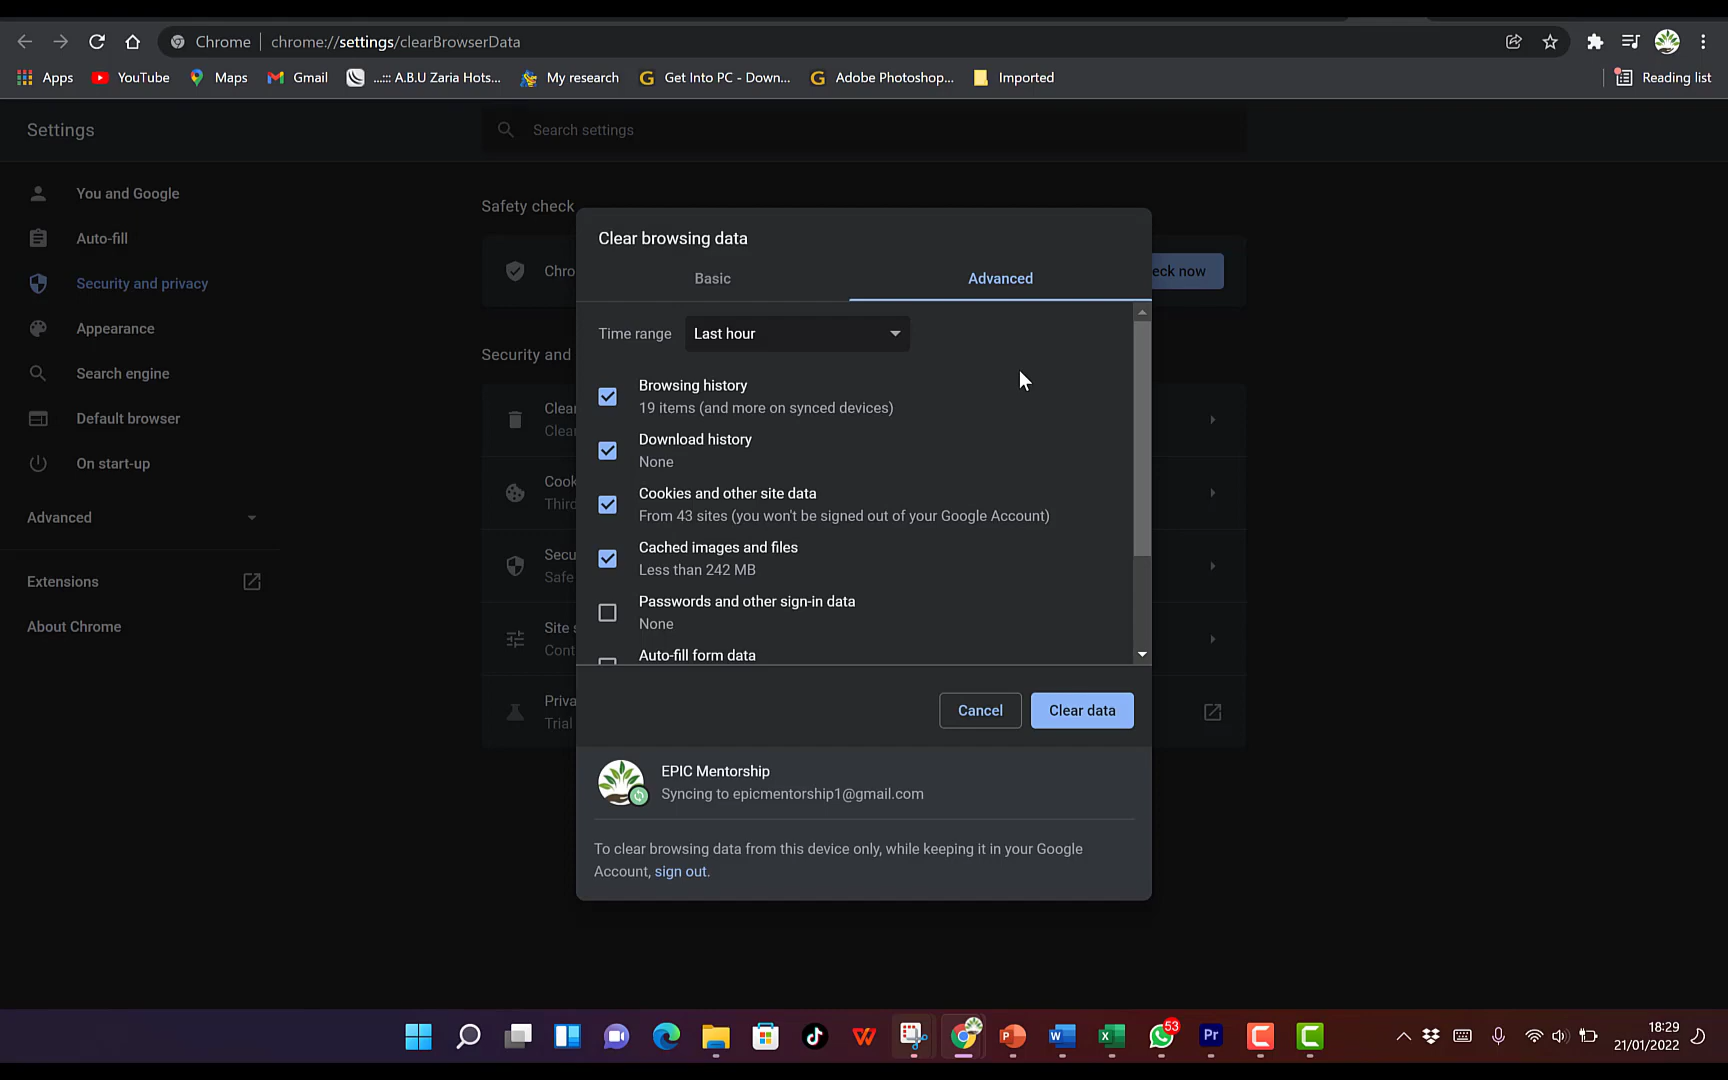 Chrome chrome://settings/clearBrowserData
Apps YouTube Maps Gmail ...::: A.B.U Zaria Hots... My research Get Into PC - Down... Adobe Photoshop... Imported Reading list
Settings
Search settings
You and Google
Auto-fill
Security and privacy
Appearance
Search engine
Default browser
On start-up
Advanced
Extensions
About Chrome
Safety check
Chro
eck now
Security and
Clear
Clear
Cook
Third
Secu
Safe
Site s
Cont
Priva
Trial
Clear browsing data
Basic Advanced
Time range Last hour
Browsing history
19 items (and more on synced devices)
Download history
None
Cookies and other site data
From 43 sites (you won't be signed out of your Google Account)
Cached images and files
Less than 242 MB
Passwords and other sign-in data
None
Auto-fill form data
Cancel Clear data
EPIC Mentorship
Syncing to epicmentorship1@gmail.com
To clear browsing data from this device only, while keeping it in your Google
Account, sign out.
53
Pr
18:29
21/01/2022